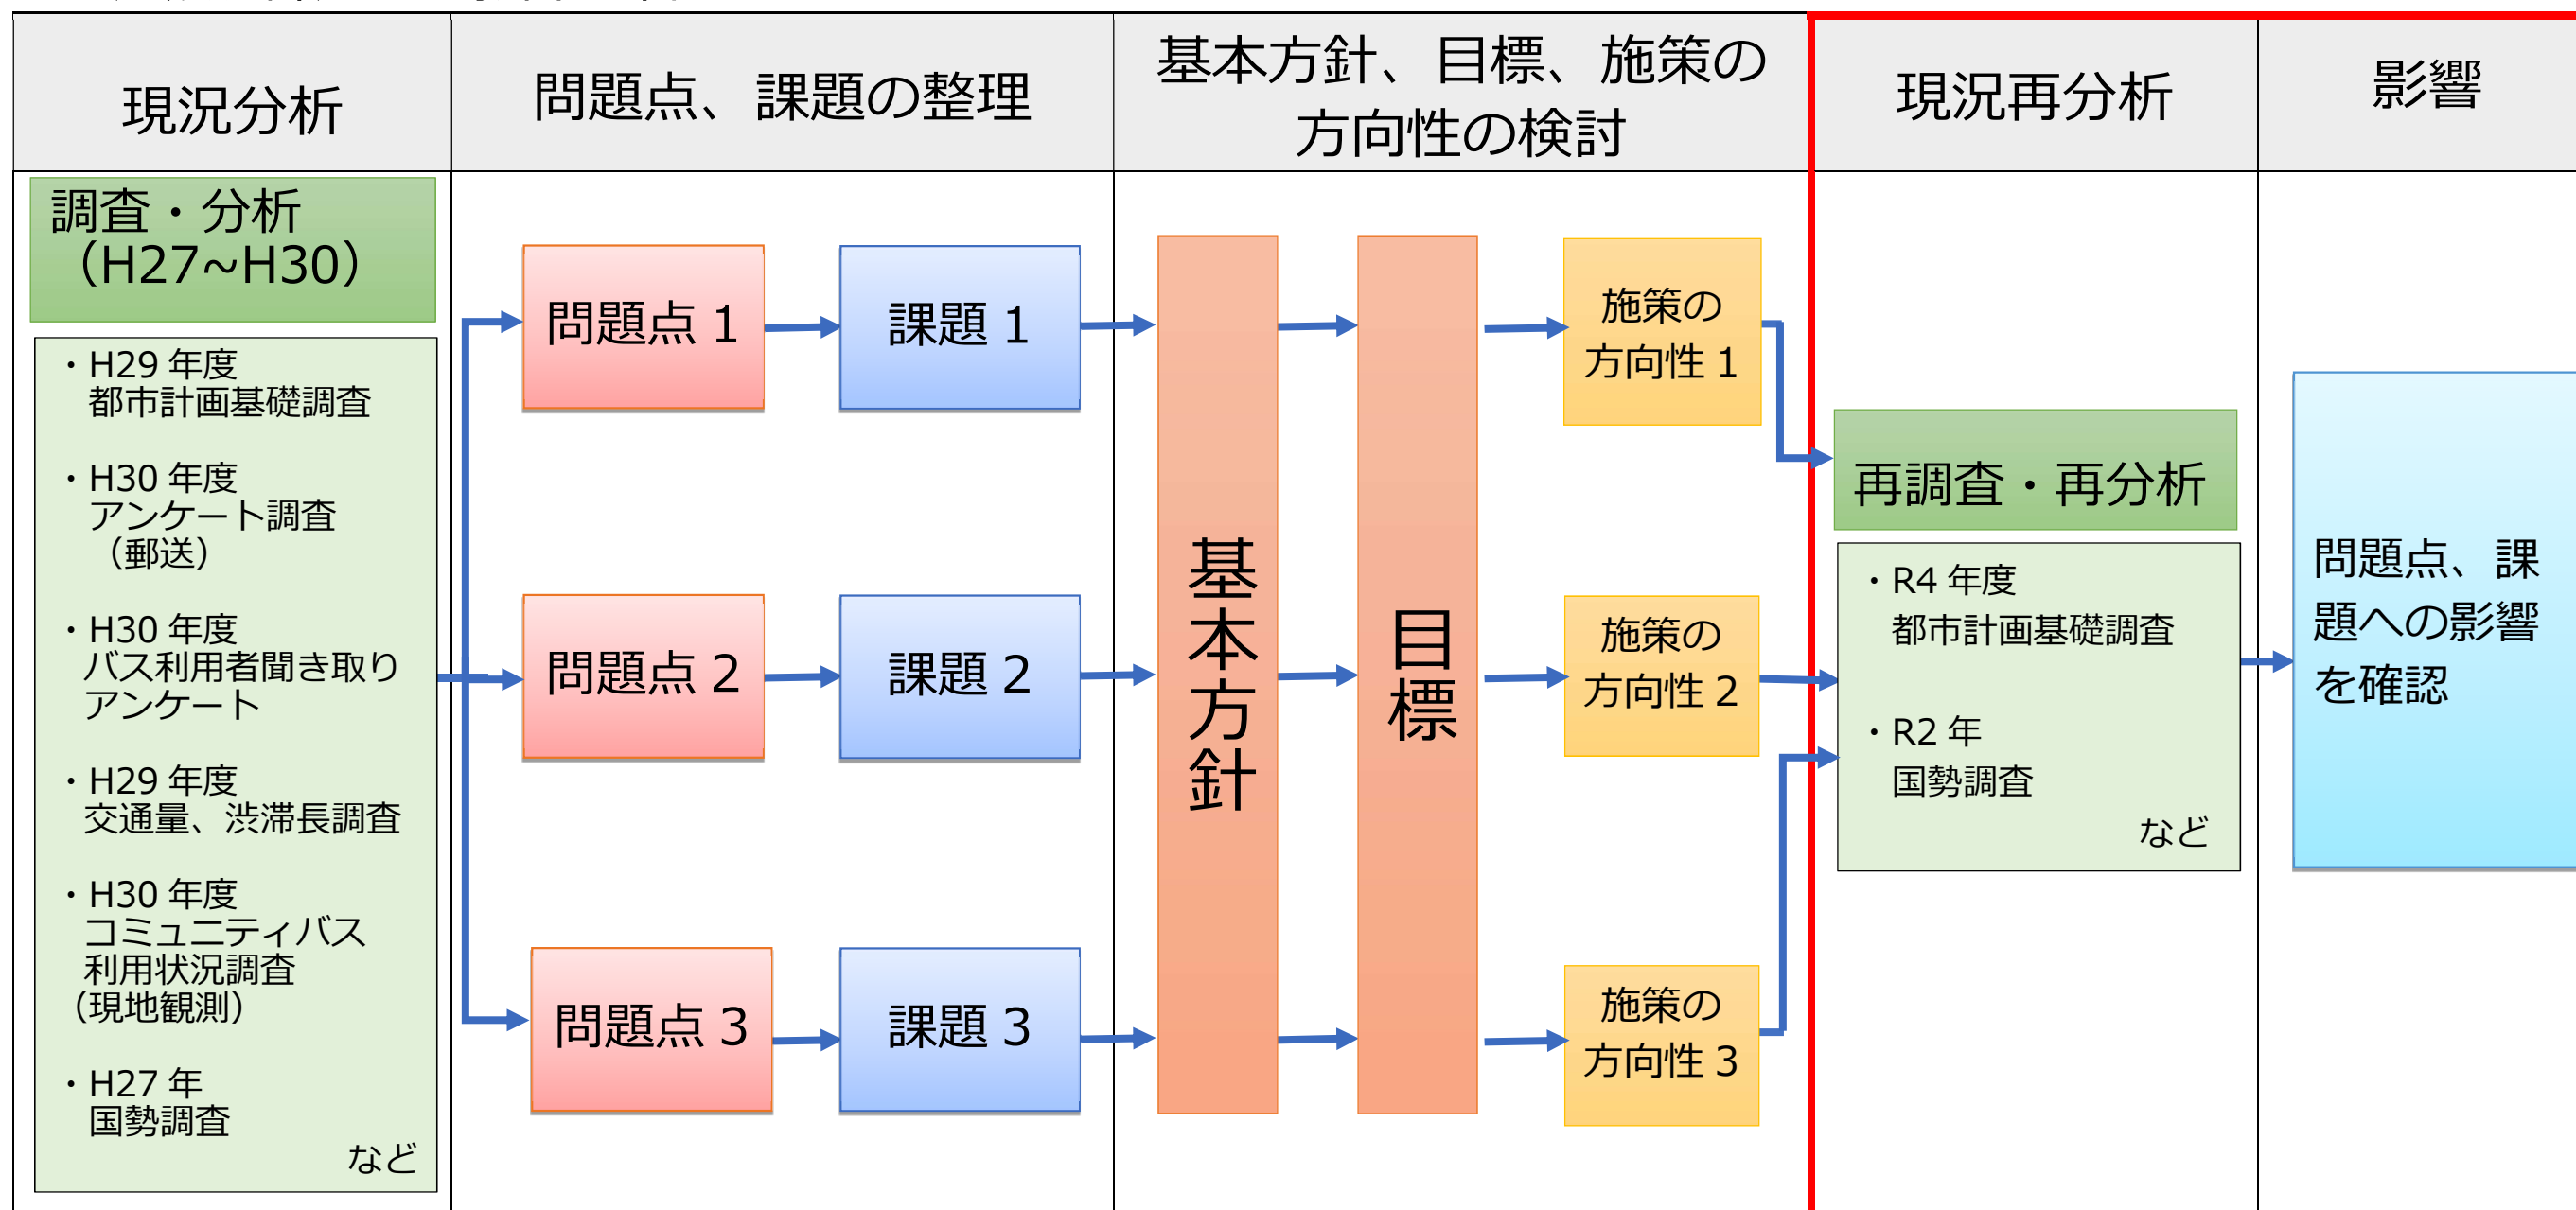 現況分析
問題点、課題の整理
基本方針、目標、施策の
方向性の検討
現況再分析
影響
調査・分析
（H27~H30）
・H29 年度
都市計画基礎調査
・H30 年度
アンケート調査
（郵送）
・H30 年度
バス利用者聞き取り
アンケート
・H29 年度
交通量、渋滞長調査
・H30 年度
コミュニティバス
利用状況調査
（現地観測）
・H27 年
国勢調査
など
問題点 1
課題 1
問題点 2
課題 2
問題点 3
課題 3
基本方針
目標
施策の
方向性 1
施策の
方向性 2
施策の
方向性 3
再調査・再分析
・R4 年度
都市計画基礎調査
・R2 年
国勢調査
など
問題点、課
題への影響
を確認